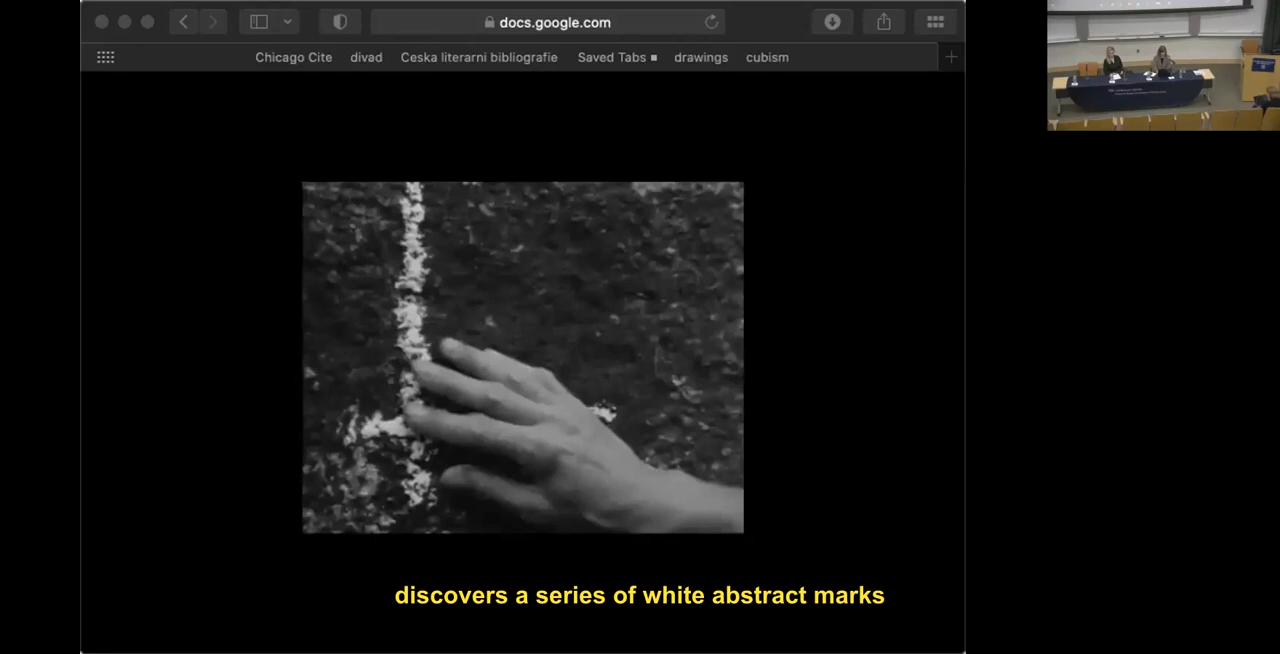 docs.google.com
Chicago Cite divad Ceska literarni bibliografie Saved Tabs drawings cubism
discovers a series of white abstract marks